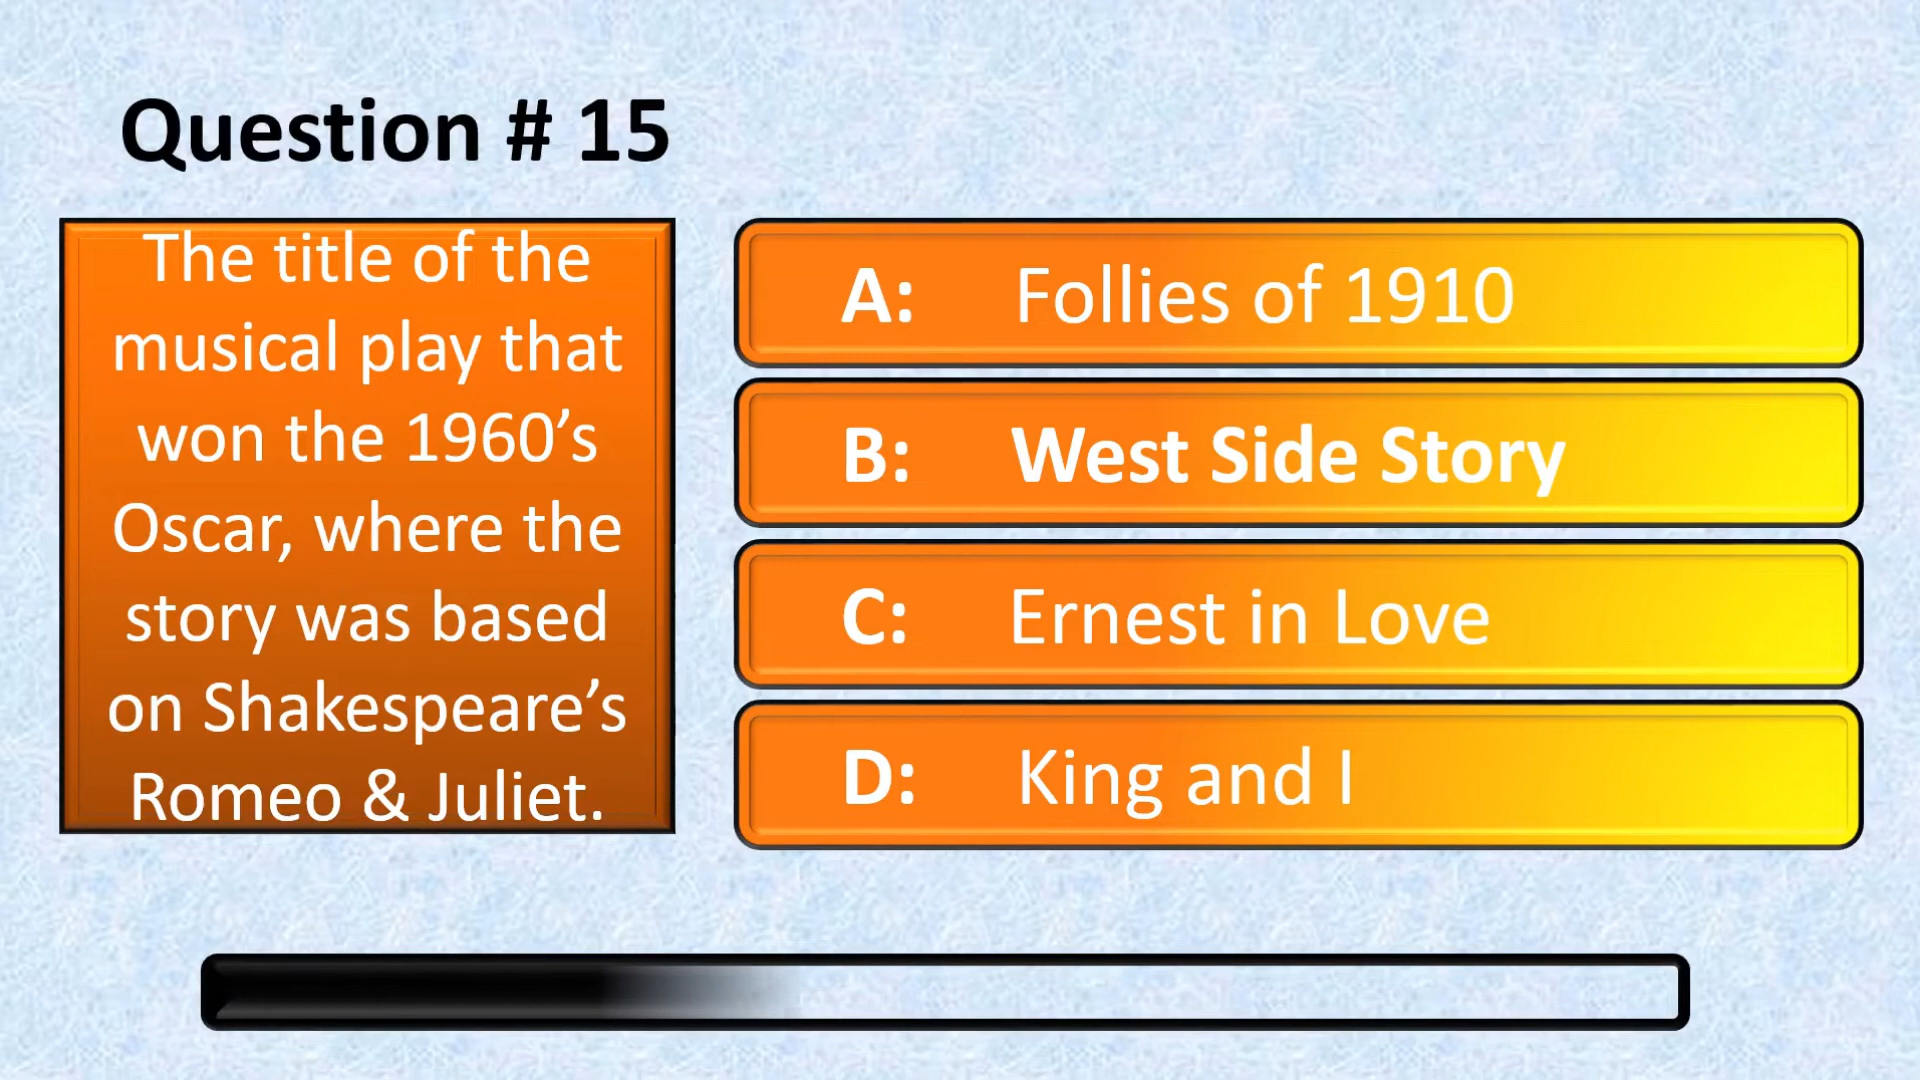 Question # 15
The title of the
musical play that
won the 1960’s
Oscar, where the
story was based
on Shakespeare’s
Romeo & Juliet.
A: Follies of 1910
B: West Side Story
C: Ernest in Love
D: King and I